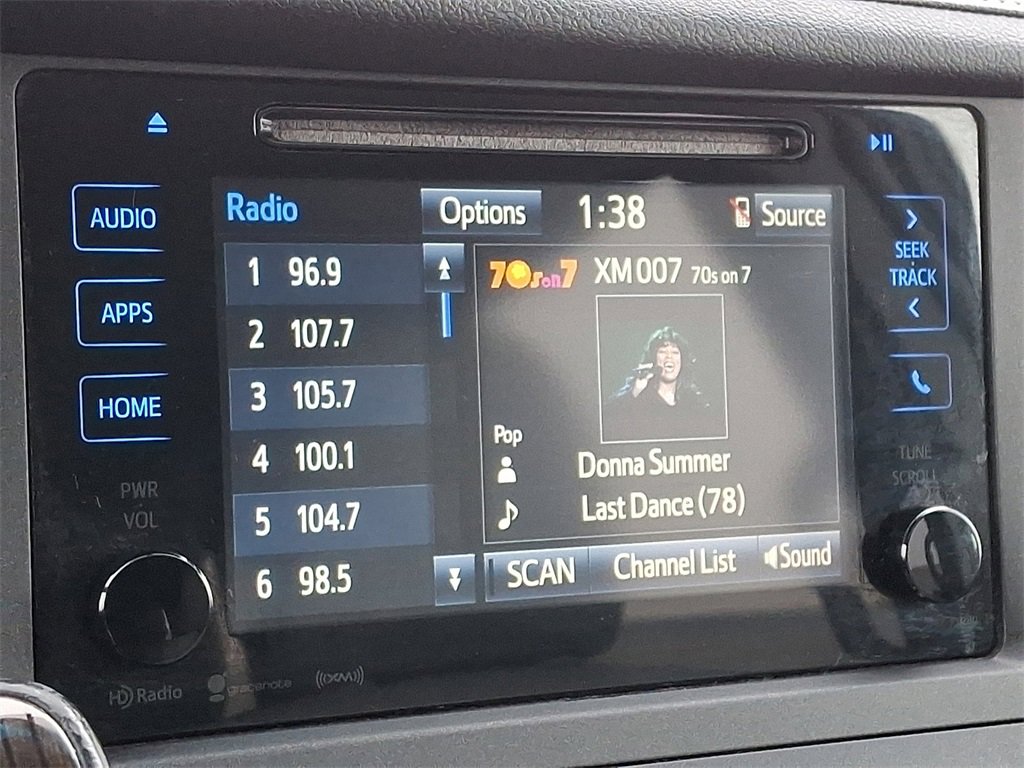 AUDIO
APPS
HOME
PWR
VOL
Radio
Options
1:38
Source
1 96.9
2 107.7
3 105.7
4 100.1
5 104.7
6 98.5
70s on 7
XM007 70s on 7
Pop
Donna Summer
Last Dance (78)
SCAN
Channel List
Sound
SEEK
TRACK
TUNE
SCROLL
HD Radio
gracenote
((XM))